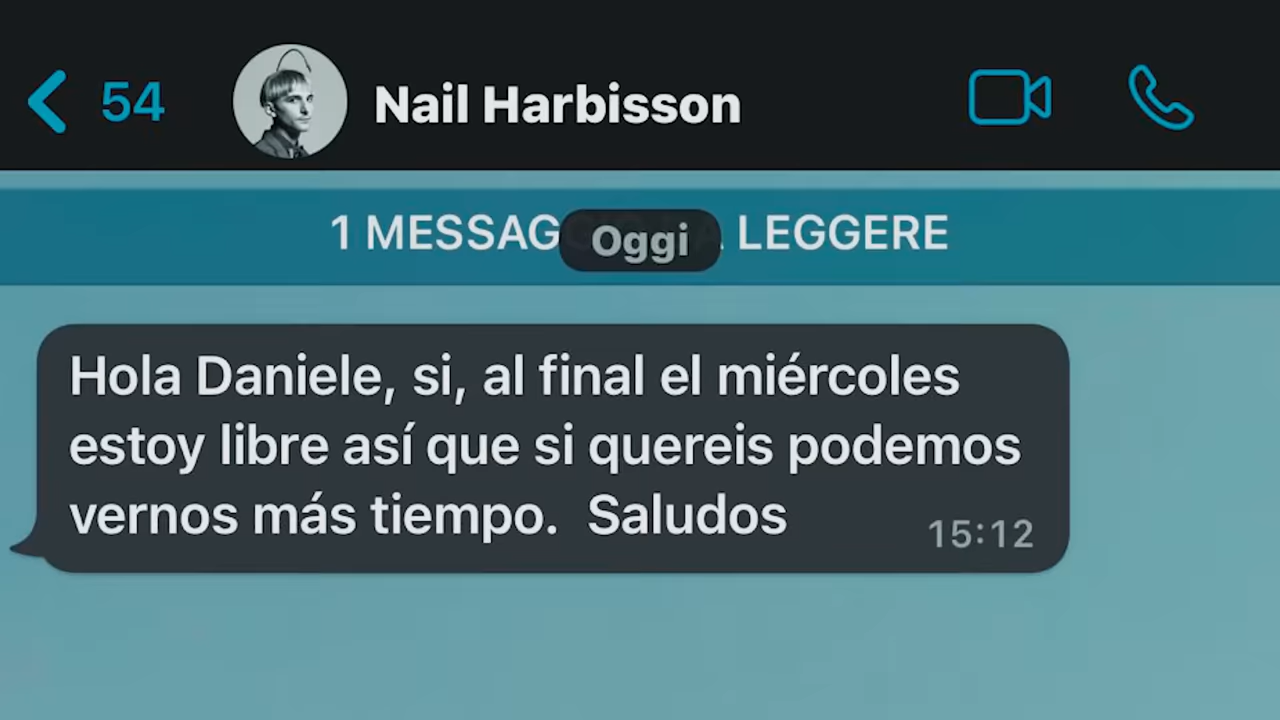 54
Nail Harbisson
1 MESSAG LEGGERE
Oggi
Hola Daniele, si, al final el miércoles
estoy libre así que si quereis podemos
vernos más tiempo. Saludos
15:12